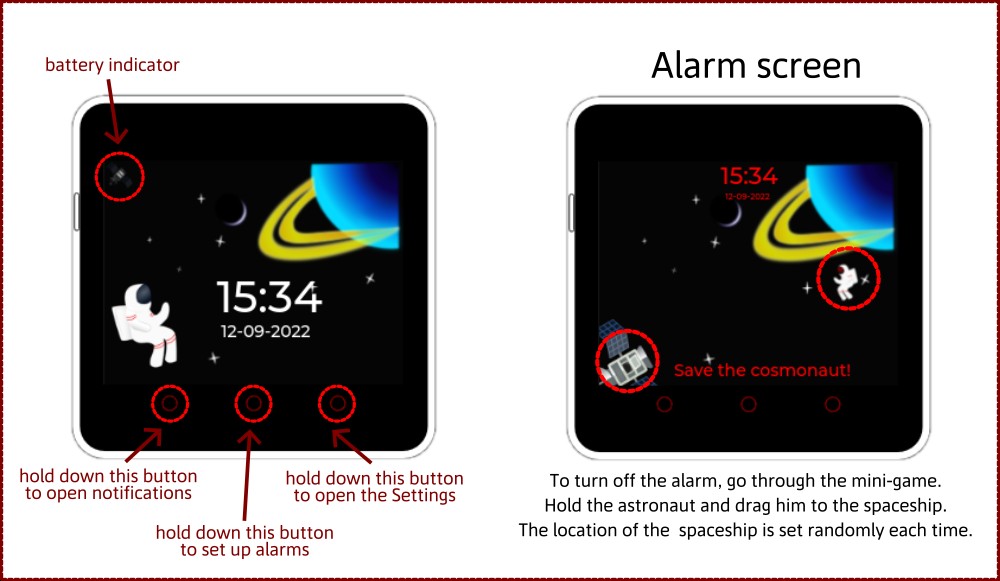 battery indicator
15:34
12-09-2022
hold down this button
to open notifications
hold down this button
to set up alarms
hold down this button
to open the Settings
Alarm screen
15:34
12-09-2022
Save the cosmonaut!
To turn off the alarm, go through the mini-game.
Hold the astronaut and drag him to the spaceship.
The location of the spaceship is set randomly each time.